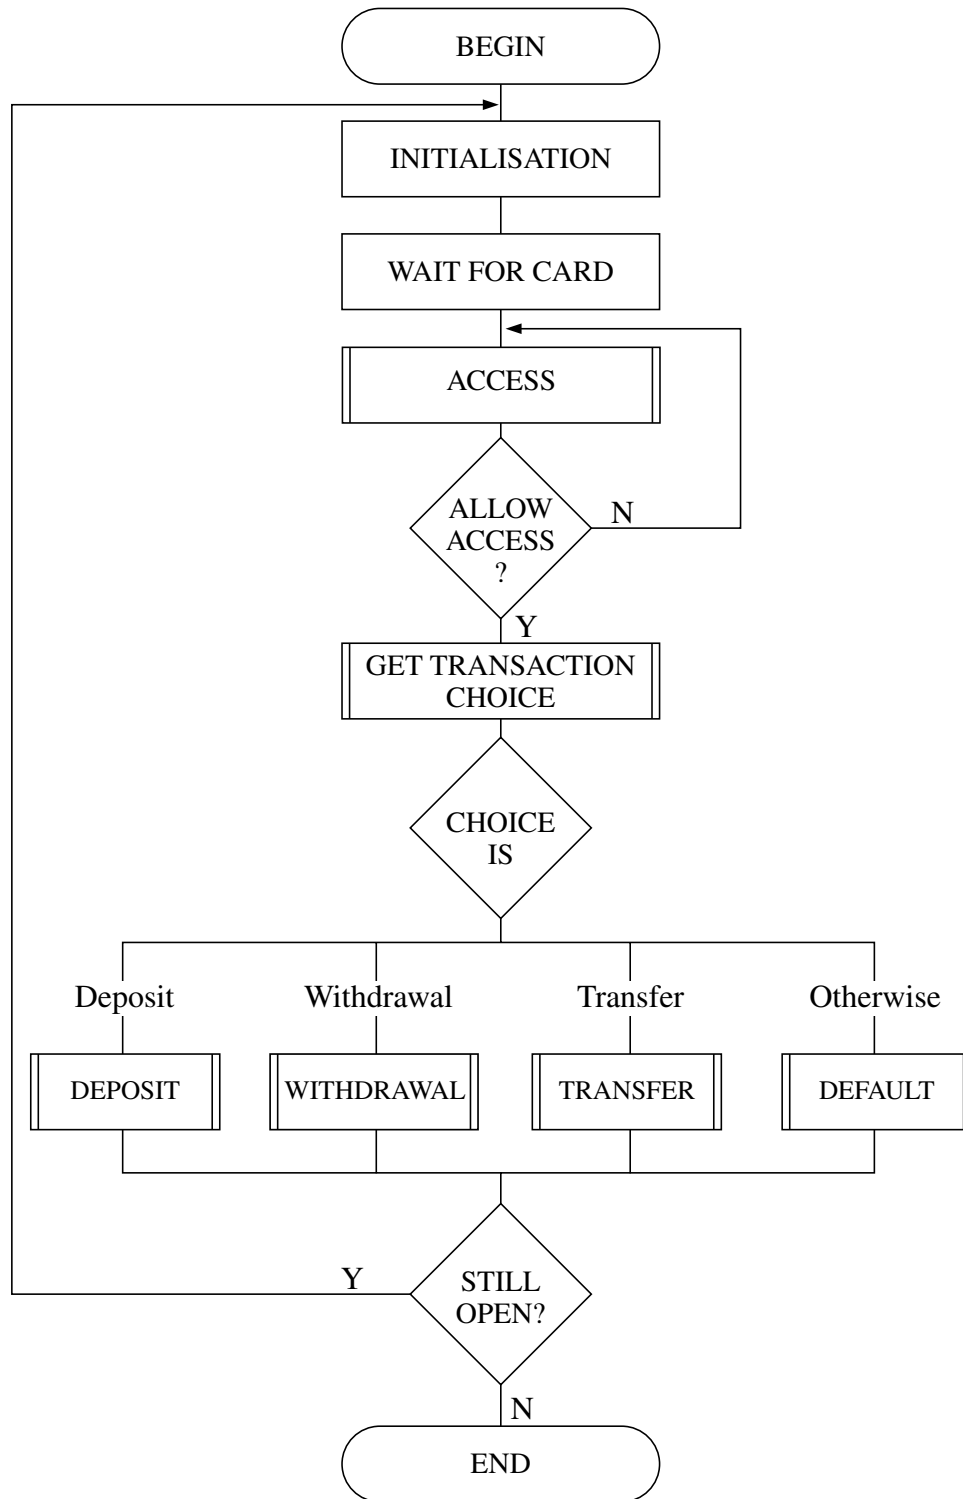 BEGIN
INITIALISATION
WAIT FOR CARD
ACCESS
ALLOW
ACCESS
?
N
Y
GET TRANSACTION
CHOICE
CHOICE
IS
Deposit
Withdrawal
Transfer
Otherwise
DEPOSIT
WITHDRAWAL
TRANSFER
DEFAULT
Y
STILL
OPEN?
N
END